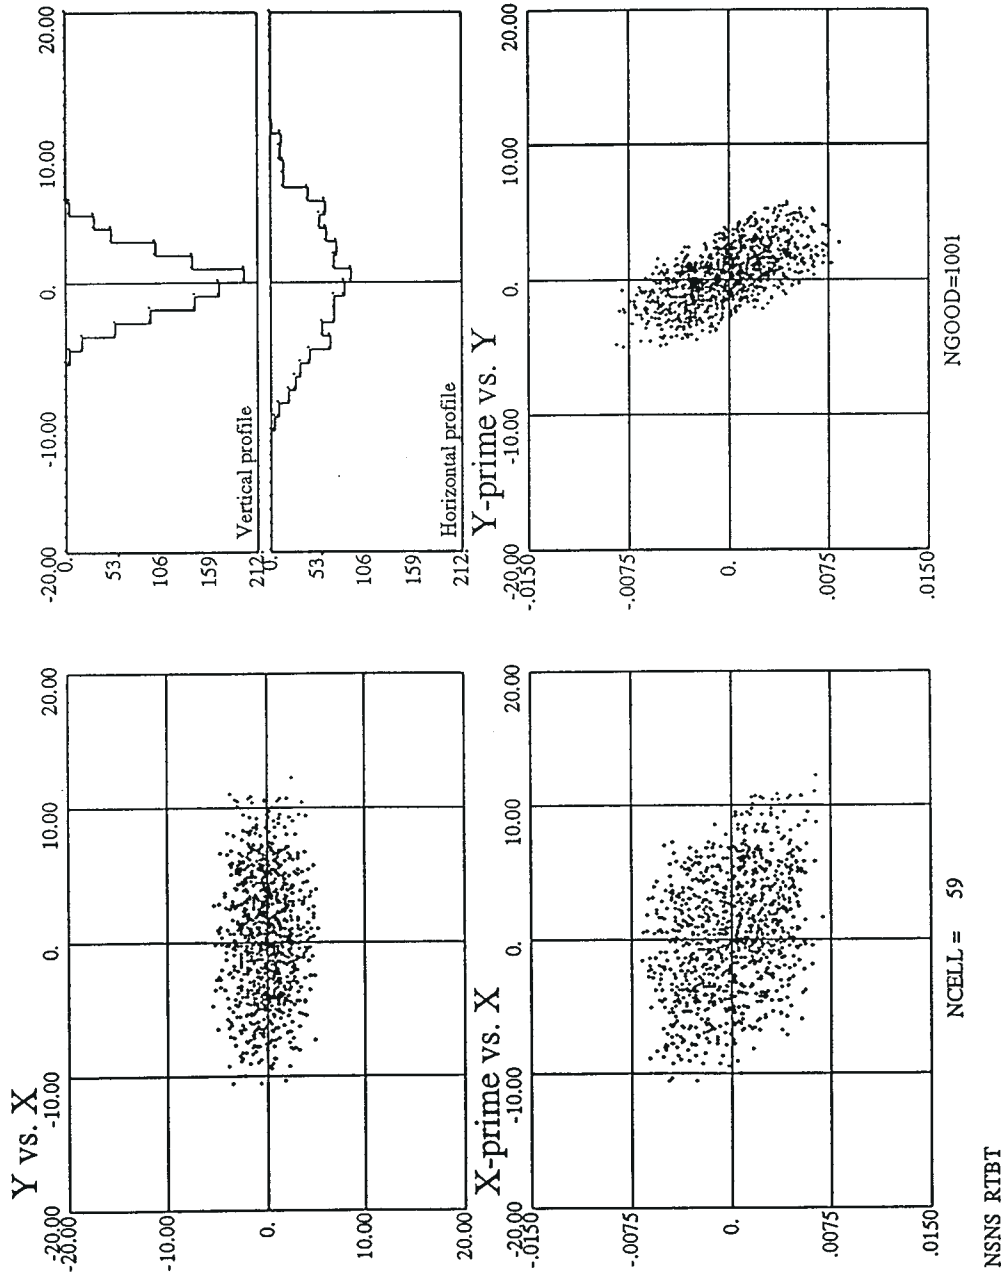 Y vs. X
-20.00 -10.00 0. 10.00 20.00
-20.00
-10.00
0.
10.00
20.00
-20.00 -10.00 0. 10.00 20.00
0.
53
106
159
212
Vertical profile
0.
53
106
159
212
Horizontal profile
X-prime vs. X
-20.00 -10.00 0. 10.00 20.00
-.0150
-.0075
0.
.0075
.0150
Y-prime vs. Y
-20.00 -10.00 0. 10.00 20.00
-.0150
-.0075
0.
.0075
.0150
NCELL = 59
NGOOD=1001
NSNS RTBT